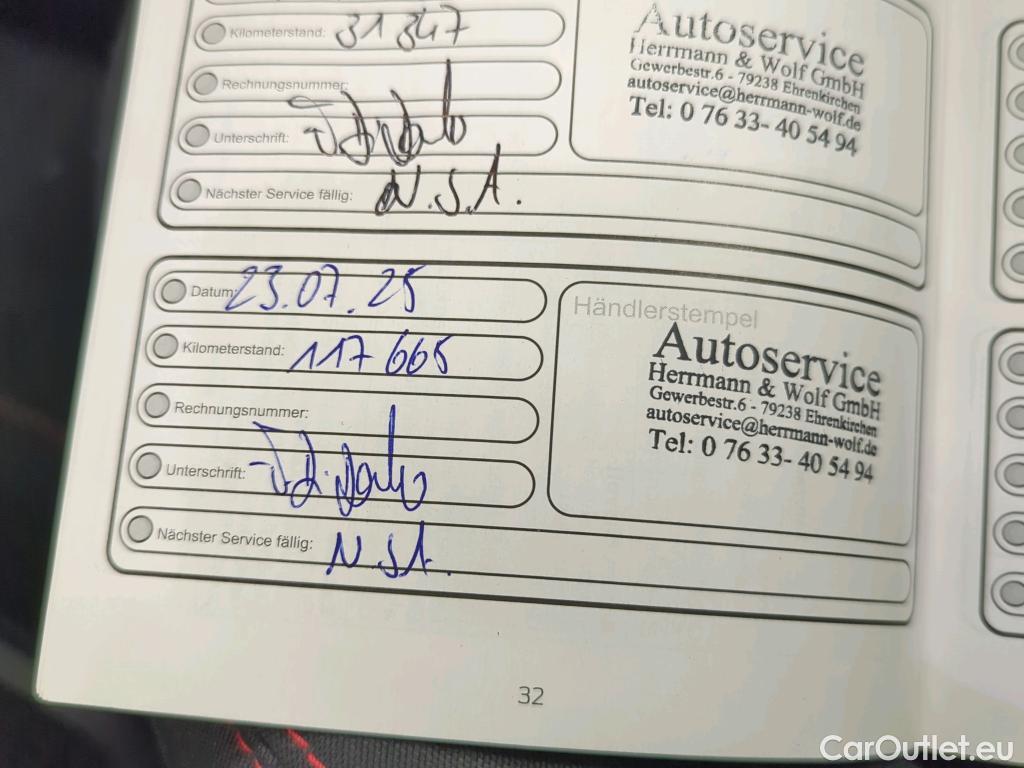 Kilometerstand: 31 347
Rechnungsnummer:
Unterschrift:
Nächster Service fällig: N.S.A.
Autoservice
Herrmann & Wolf GmbH
Gewerbestr.6 - 79238 Ehrenkirchen
autoservice@herrmann-wolf.de
Tel: 0 76 33- 40 54 94
Datum: 23.07.25
Kilometerstand: 117 665
Rechnungsnummer:
Unterschrift:
Nächster Service fällig: N.S.A.
Händlerstempel
Autoservice
Herrmann & Wolf GmbH
Gewerbestr.6 - 79238 Ehrenkirchen
autoservice@herrmann-wolf.de
Tel: 0 76 33- 40 54 94
32
CarOutlet.eu